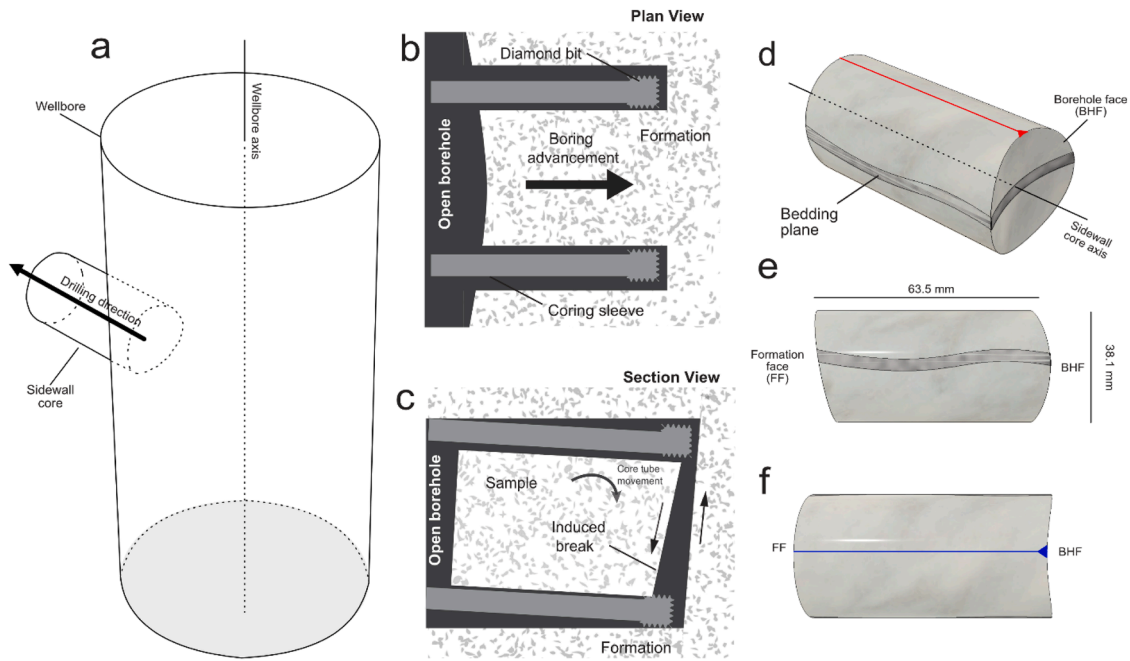 a
Wellbore
Wellbore
axis
Drilling direction
Sidewall
core
Plan View
b
Diamond bit
Formation
Boring
advancement
Open borehole
Coring sleeve
Section View
c
Open borehole
Sample
Core tube
movement
Induced
break
Formation
d
Borehole face
(BHF)
Bedding
plane
Sidewall
core axis
e
63.5 mm
Formation
face
(FF)
BHF
38.1 mm
f
FF
BHF